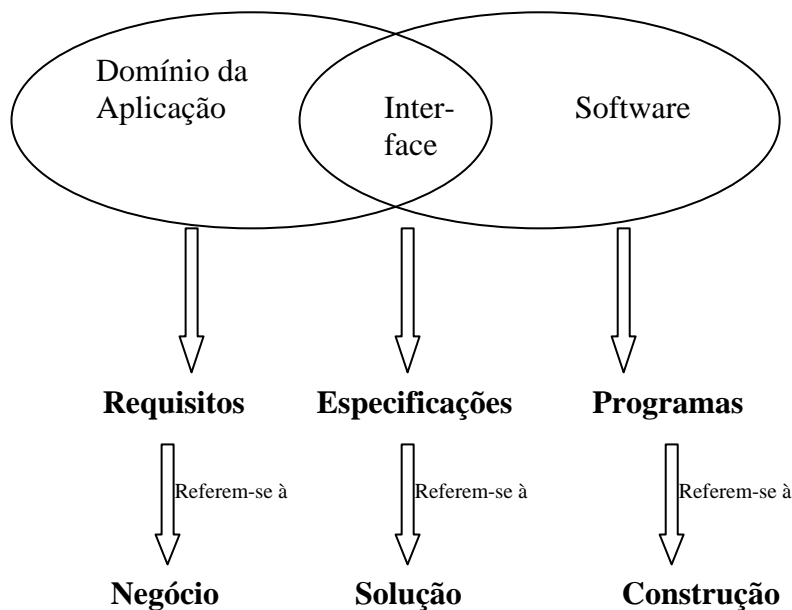 Domínio da
Aplicação
Inter-
face
Software
Requisitos
Especificações
Programas
Referem-se à
Referem-se à
Referem-se à
Negócio
Solução
Construção